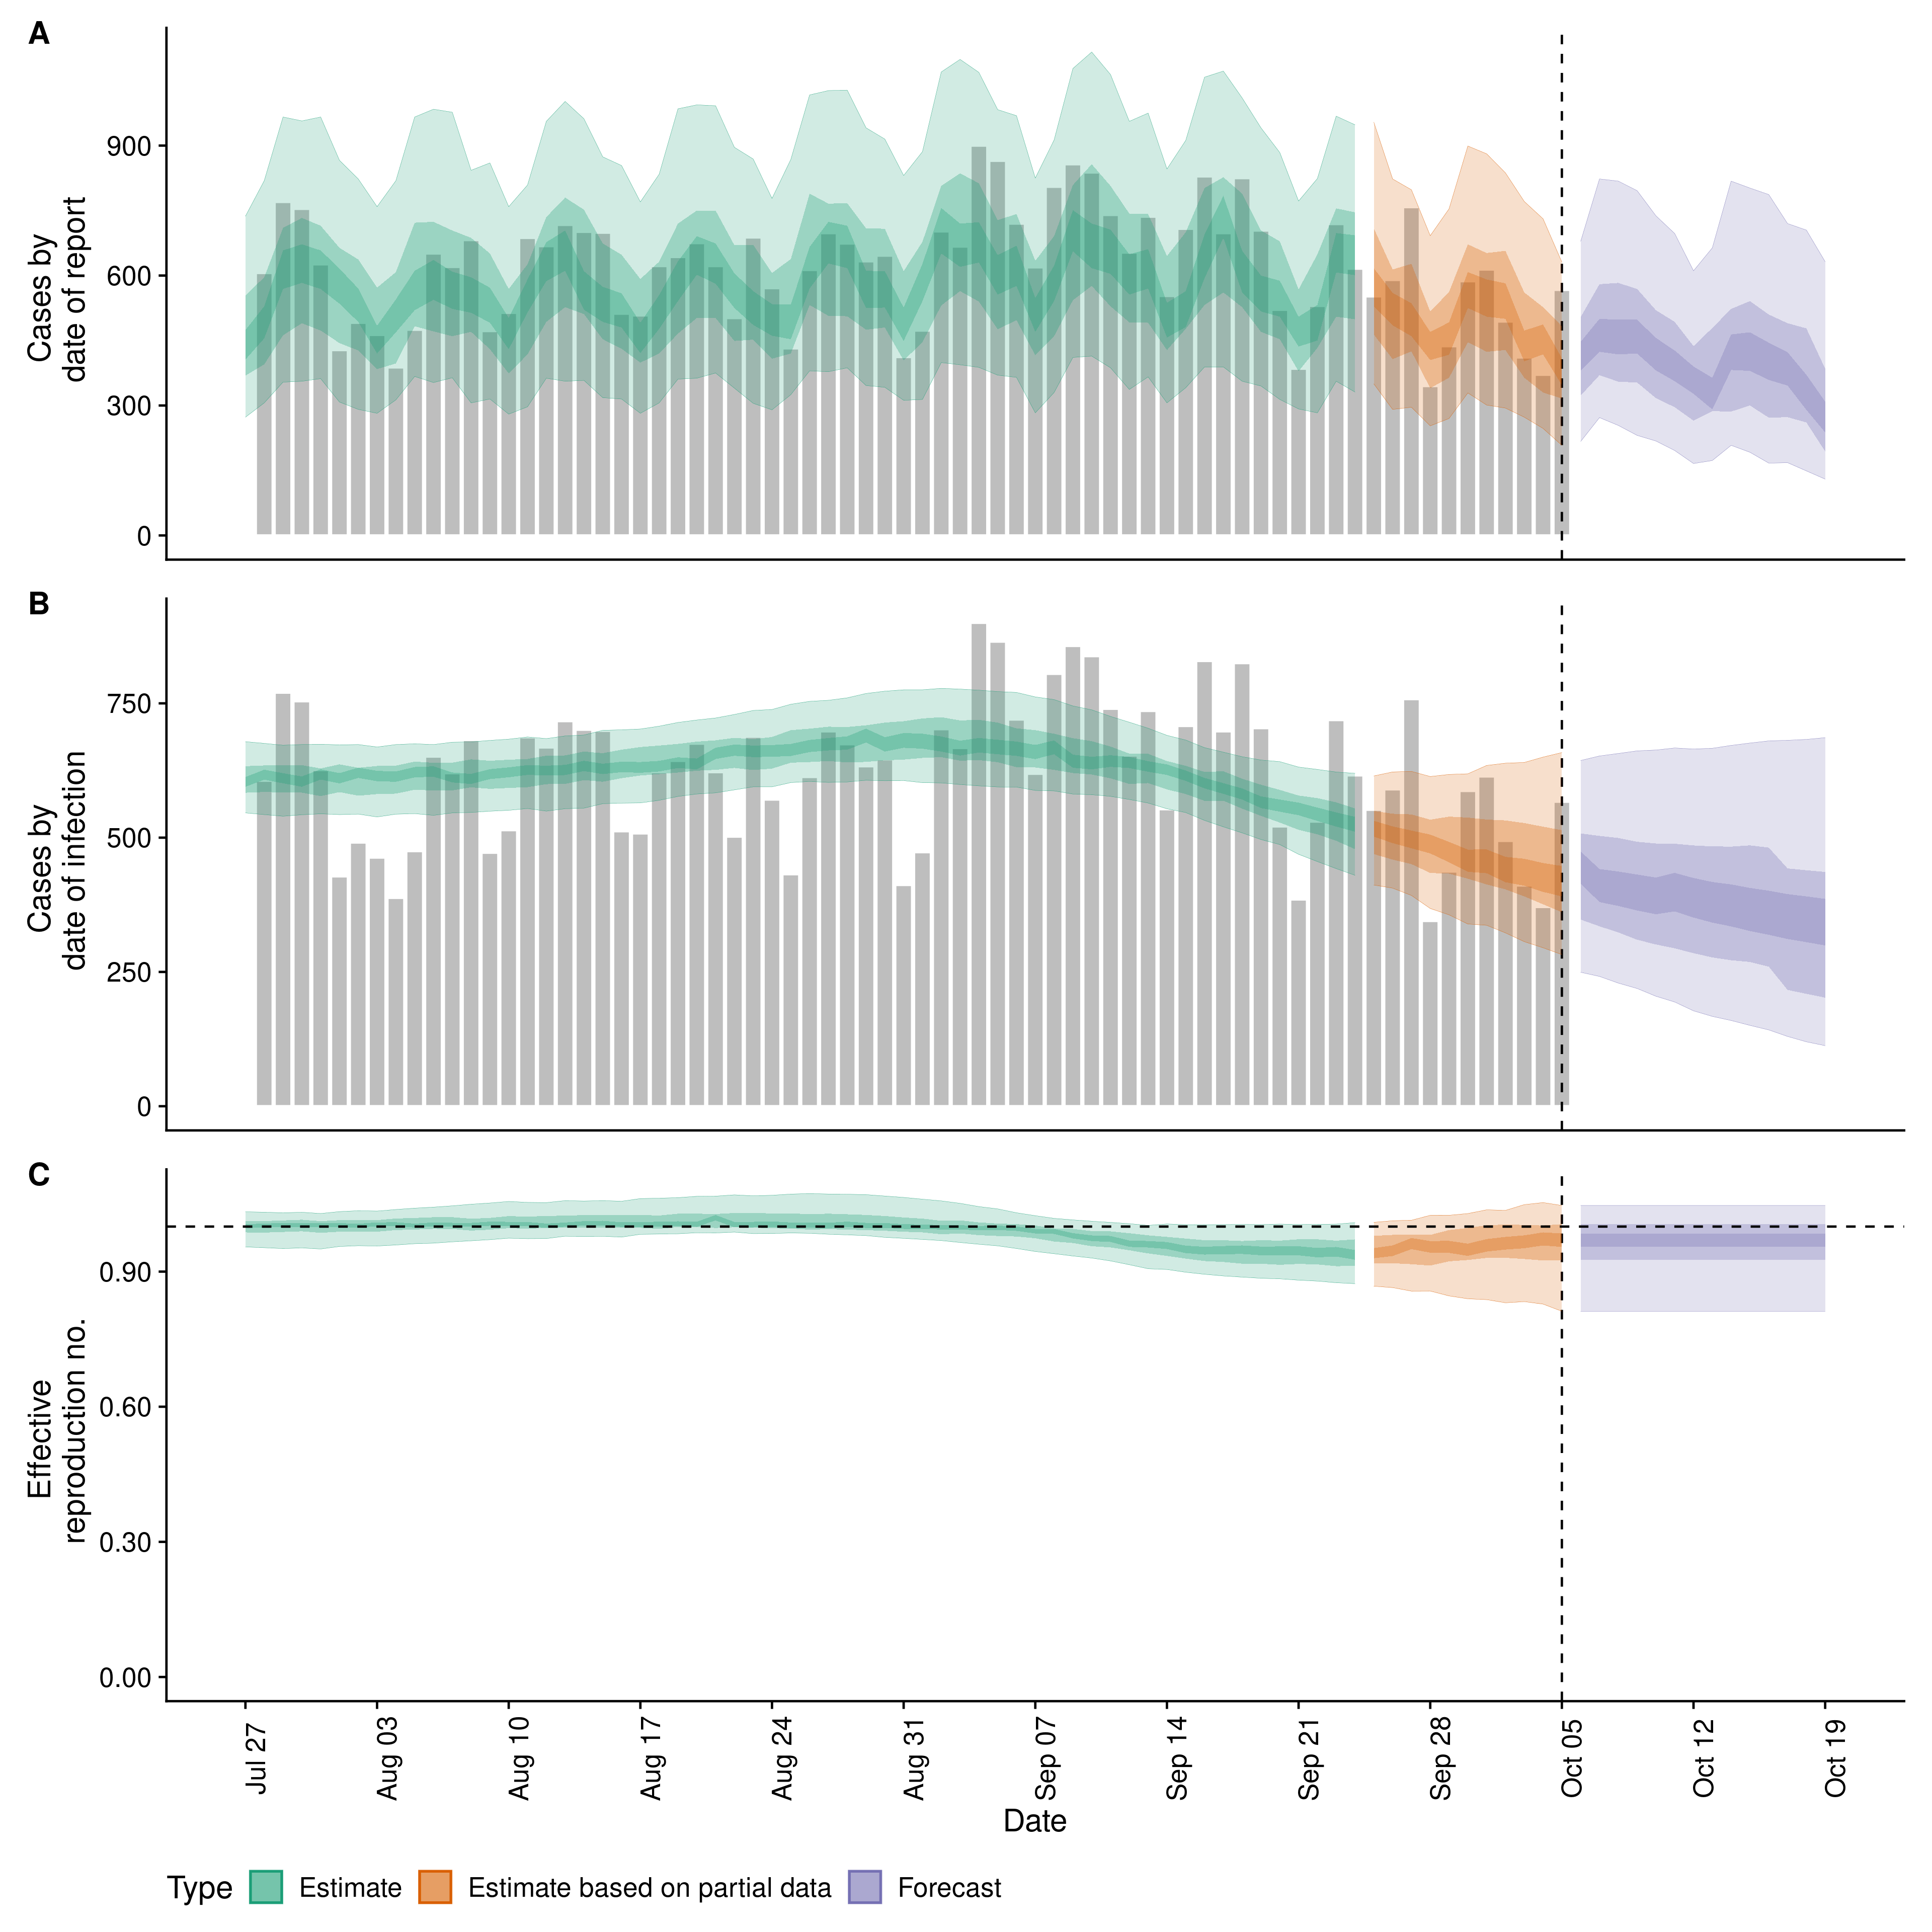 A
Cases by
date of report
900
600
300
0
B
Cases by
date of infection
750
500
250
0
C
Effective
reproduction no.
0.90
0.60
0.30
0.00
Jul 27
Aug 03
Aug 10
Aug 17
Aug 24
Aug 31
Sep 07
Sep 14
Sep 21
Sep 28
Oct 05
Oct 12
Oct 19
Date
Type Estimate Estimate based on partial data Forecast